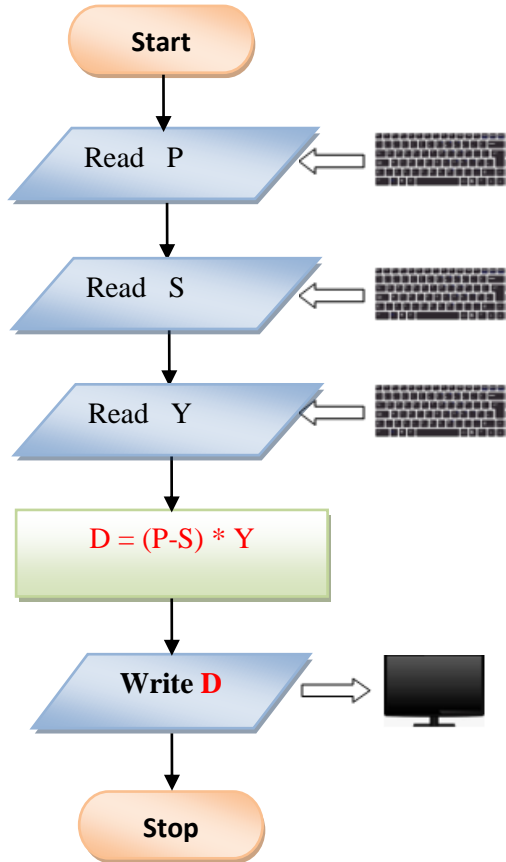 Start
Read P
Read S
Read Y
D = (P-S) * Y
Write D
Stop